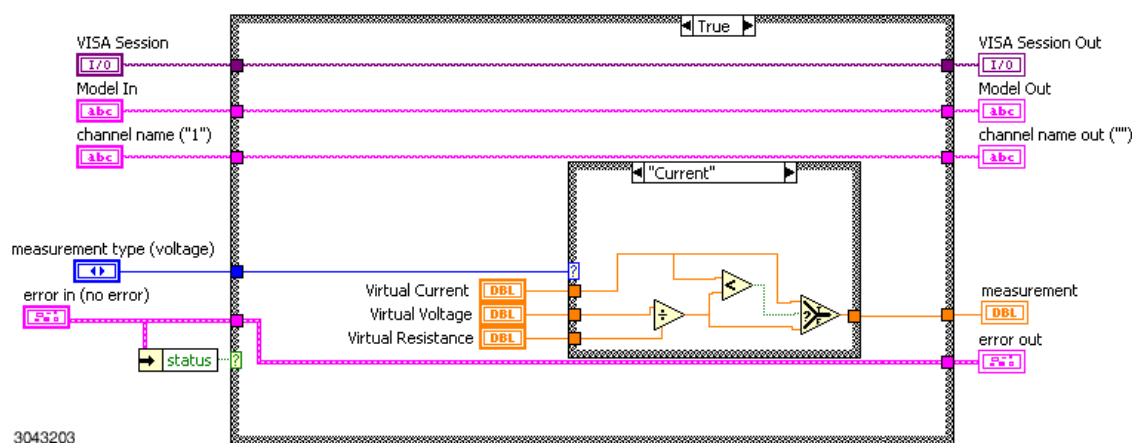 True
VISA Session
I/O
VISA Session Out
I/O
Model In
abc
Model Out
abc
channel name ("1")
abc
channel name out ("")
abc
"Current"
measurement type (voltage)
?
error in (no error)
Virtual Current
DBL
Virtual Voltage
DBL
Virtual Resistance
DBL
÷
<
?
measurement
DBL
error out
status
?
3043203